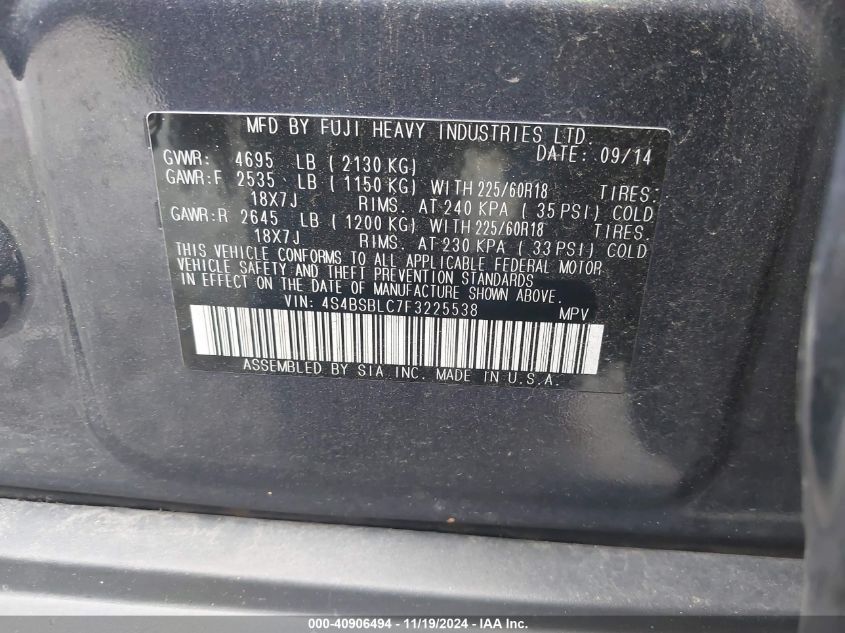 MFD BY FUJI HEAVY INDUSTRIES LTD.
DATE: 09/14
GVWR: 4695 LB ( 2130 KG)
GAWR:F 2535 LB ( 1150 KG) WITH 225/60R18 TIRES.
18X7J RIMS. AT 240 KPA ( 35 PSI) COLD
GAWR:R 2645 LB ( 1200 KG) WITH 225/60R18 TIRES.
18X7J RIMS. AT 230 KPA ( 33 PSI) COLD
THIS VEHICLE CONFORMS TO ALL APPLICABLE FEDERAL MOTOR
VEHICLE SAFETY AND THEFT PREVENTION STANDARDS
IN EFFECT ON THE DATE OF MANUFACTURE SHOWN ABOVE.
VIN: 4S4BSBLC7F3225538 MPV
ASSEMBLED BY SIA, INC. MADE IN U.S.A.
000-40906494 - 11/19/2024 - IAA, Inc.